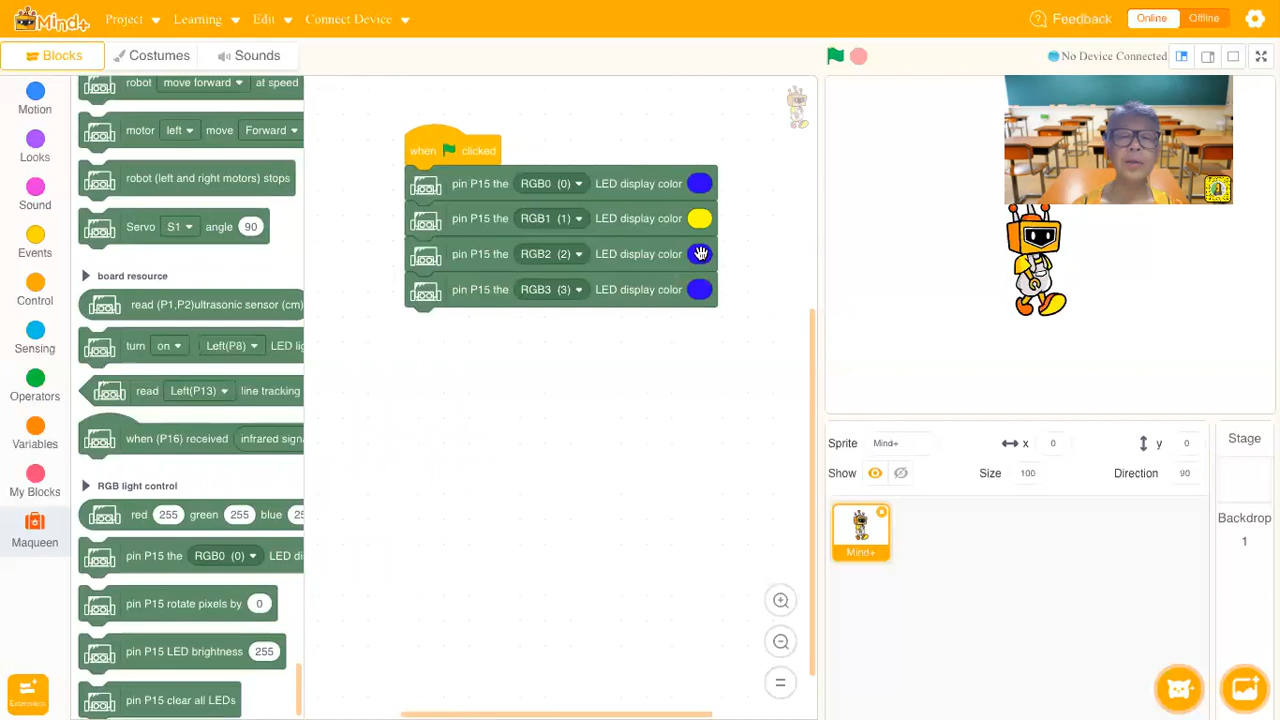 Mind+ Project Learning Edit Connect Device Feedback Online Offline
Blocks Costumes Sounds No Device Connected
Motion
Looks
Sound
Events
Control
Sensing
Operators
Variables
My Blocks
Maqueen
Extensions
robot move forward at speed
motor left move Forward
robot (left and right motors) stops
Servo S1 angle 90
board resource
read (P1,P2)ultrasonic sensor (cm)
turn on Left(P8) LED lig
read Left(P13) line tracking
when (P16) received infrared signa
RGB light control
red 255 green 255 blue 25
pin P15 the RGB0 (0) LED di
pin P15 rotate pixels by 0
pin P15 LED brightness 255
pin P15 clear all LEDs
when clicked
pin P15 the RGB0 (0) LED display color
pin P15 the RGB1 (1) LED display color
pin P15 the RGB2 (2) LED display color
pin P15 the RGB3 (3) LED display color
Sprite Mind+ x 0 y 0
Show Size 100 Direction 90
Mind+
Stage
Backdrop
1